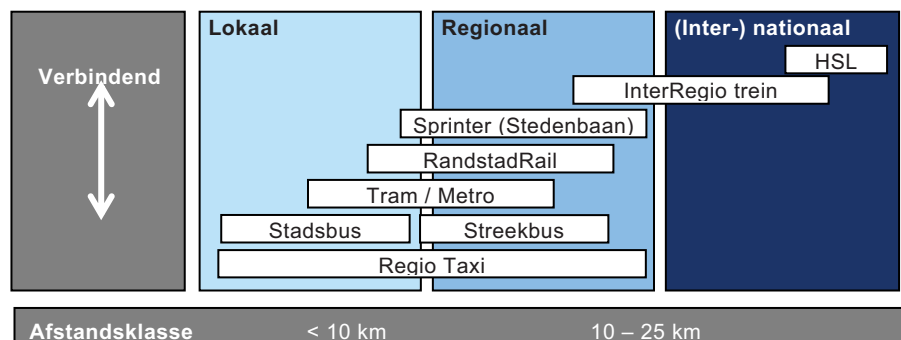 Lokaal
Regionaal
(Inter-) nationaal
Verbindend
HSL
InterRegio trein
Sprinter (Stedenbaan)
RandstadRail
Tram / Metro
Stadsbus
Streekbus
Regio Taxi
Afstandsklasse < 10 km 10 – 25 km